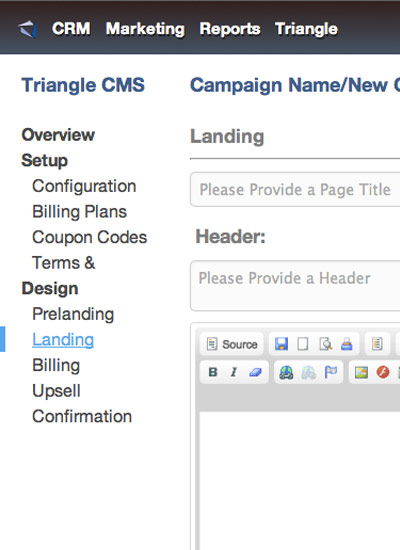 CRM Marketing Reports Triangle
Triangle CMS
Campaign Name/New
Overview
Setup
Configuration
Billing Plans
Coupon Codes
Terms &
Design
Prelanding
Landing
Billing
Upsell
Confirmation
Landing
Please Provide a Page Title
Header:
Please Provide a Header
Source
B I